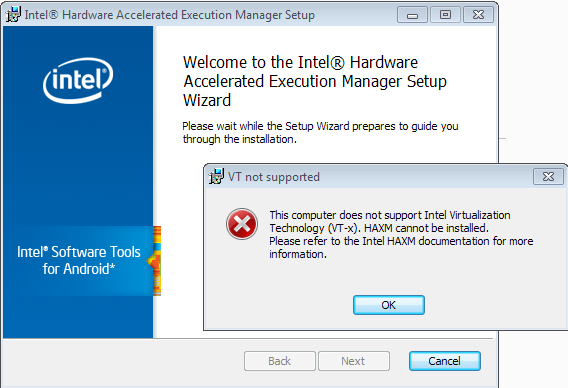 Intel® Hardware Accelerated Execution Manager Setup
intel®
Welcome to the Intel® Hardware
Accelerated Execution Manager Setup
Wizard
Please wait while the Setup Wizard prepares to guide you
through the installation.
VT not supported
This computer does not support Intel Virtualization
Technology (VT-x). HAXM cannot be installed.
Please refer to the Intel HAXM documentation for more
information.
OK
Intel® Software Tools
for Android*
Back
Next
Cancel